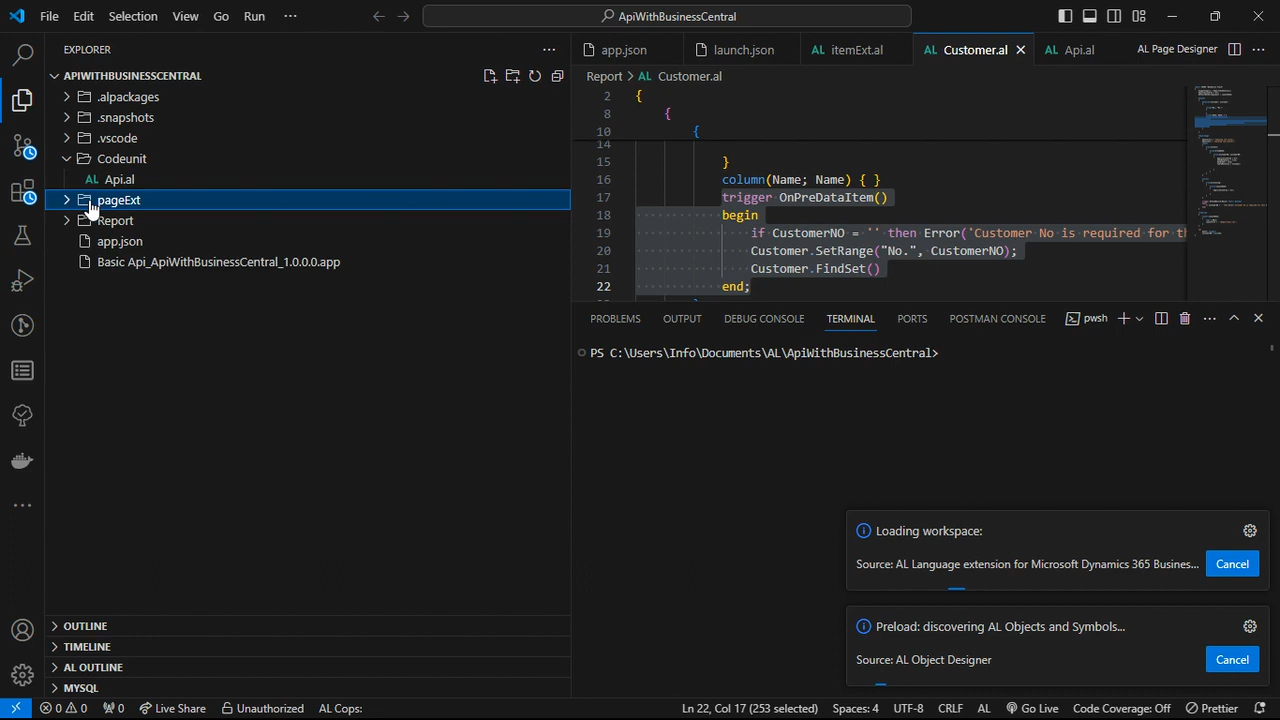 File Edit Selection View Go Run ··· ApiWithBusinessCentral
EXPLORER ···
APIWITHBUSINESSCENTRAL
.alpackages
.snapshots
.vscode
Codeunit
AL Api.al
pageExt
Report
app.json
Basic Api_ApiWithBusinessCentral_1.0.0.0.app
OUTLINE
TIMELINE
AL OUTLINE
MYSQL
app.json launch.json AL itemExt.al AL Customer.al AL Api.al AL Page Designer ···
Report > AL Customer.al
2 {
8 {
10 {
14
15 }
16 column(Name; Name) { }
17 trigger OnPreDataItem()
18 begin
19 if CustomerNO = '' then Error('Customer No is required for th
20 Customer.SetRange("No.", CustomerNO);
21 Customer.FindSet()
22 end;
PROBLEMS OUTPUT DEBUG CONSOLE TERMINAL PORTS POSTMAN CONSOLE pwsh ···
PS C:\Users\Info\Documents\AL\ApiWithBusinessCentral>
Loading workspace:
Source: AL Language extension for Microsoft Dynamics 365 Busines... Cancel
Preload: discovering AL Objects and Symbols...
Source: AL Object Designer Cancel
0 0 0 Live Share Unauthorized AL Cops: Ln 22, Col 17 (253 selected) Spaces: 4 UTF-8 CRLF AL Go Live Code Coverage: Off Prettier